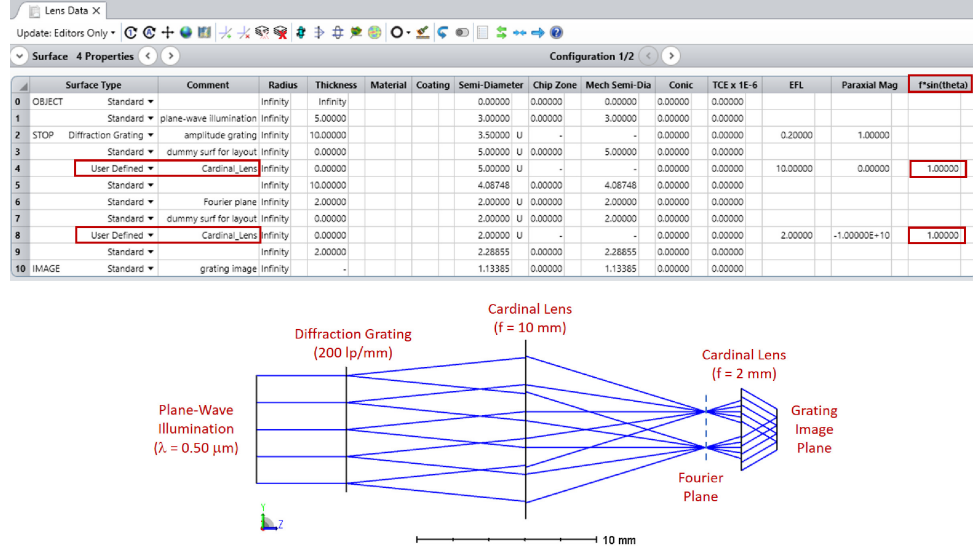 Lens Data ×
Update: Editors Only
Surface 4 Properties Configuration 1/2
Surface Type Comment Radius Thickness Material Coating Semi-Diameter Chip Zone Mech Semi-Dia Conic TCE x 1E-6 EFL Paraxial Mag f*sin(theta)
0 OBJECT Standard Infinity Infinity 0.00000 0.00000 0.00000 0.00000 0.00000
1 Standard plane-wave illumination Infinity 5.00000 3.00000 0.00000 3.00000 0.00000 0.00000
2 STOP Diffraction Grating amplitude grating Infinity 10.00000 3.50000 U - - 0.00000 0.00000 0.20000 1.00000
3 Standard dummy surf for layout Infinity 0.00000 5.00000 U 0.00000 5.00000 0.00000 0.00000
4 User Defined Cardinal_Lens Infinity 0.00000 5.00000 U - - 0.00000 0.00000 10.00000 0.00000 1.00000
5 Standard Infinity 10.00000 4.08748 0.00000 4.08748 0.00000 0.00000
6 Standard Fourier plane Infinity 2.00000 2.00000 U 0.00000 2.00000 0.00000 0.00000
7 Standard dummy surf for layout Infinity 0.00000 2.00000 U 0.00000 2.00000 0.00000 0.00000
8 User Defined Cardinal_Lens Infinity 0.00000 2.00000 U - - 0.00000 0.00000 2.00000 -1.00000E+10 1.00000
9 Standard Infinity 2.00000 2.28855 0.00000 2.28855 0.00000 0.00000
10 IMAGE Standard grating image Infinity - 1.13385 0.00000 1.13385 0.00000 0.00000
Cardinal Lens
(f = 10 mm)
Diffraction Grating
(200 lp/mm)
Cardinal Lens
(f = 2 mm)
Plane-Wave
Illumination
(λ = 0.50 μm)
Grating
Image
Plane
Fourier
Plane
Y
Z
10 mm